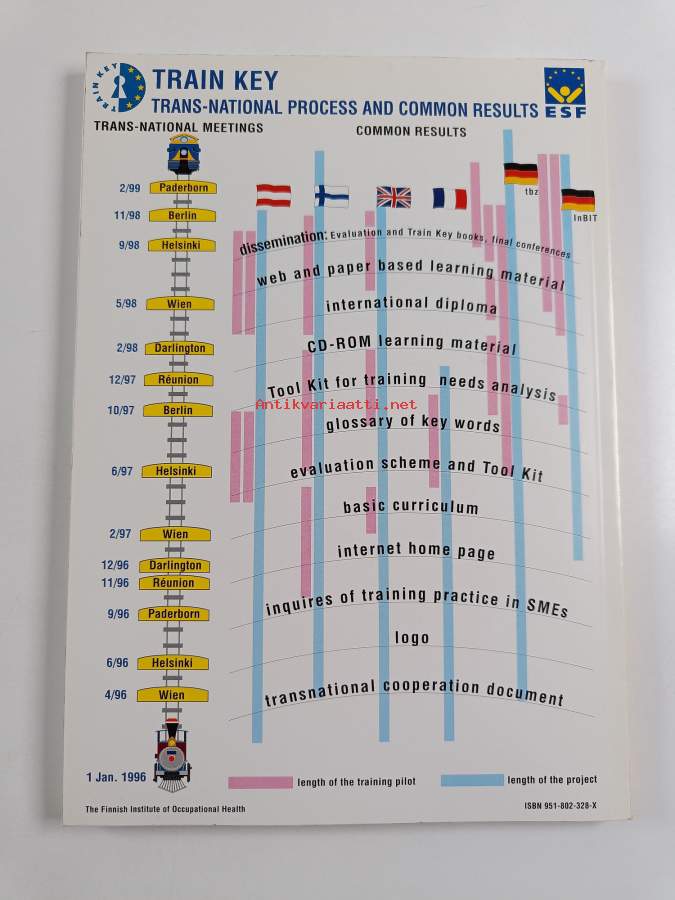 TRAIN KEY
TRAIN KEY
TRANS-NATIONAL PROCESS AND COMMON RESULTS
ESF
TRANS-NATIONAL MEETINGS
COMMON RESULTS
tbz
InBIT
2/99 Paderborn
11/98 Berlin
9/98 Helsinki
5/98 Wien
2/98 Darlington
12/97 Réunion
10/97 Berlin
6/97 Helsinki
2/97 Wien
12/96 Darlington
11/96 Réunion
9/96 Paderborn
6/96 Helsinki
4/96 Wien
1 Jan. 1996
dissemination: Evaluation and Train Key books, final conferences
web and paper based learning material
international diploma
CD-ROM learning material
Tool Kit for training needs analysis
Antikvariaatti.net
glossary of key words
evaluation scheme and Tool Kit
basic curriculum
internet home page
inquires of training practice in SMEs
logo
transnational cooperation document
length of the training pilot
length of the project
The Finnish Institute of Occupational Health
ISBN 951-802-328-X